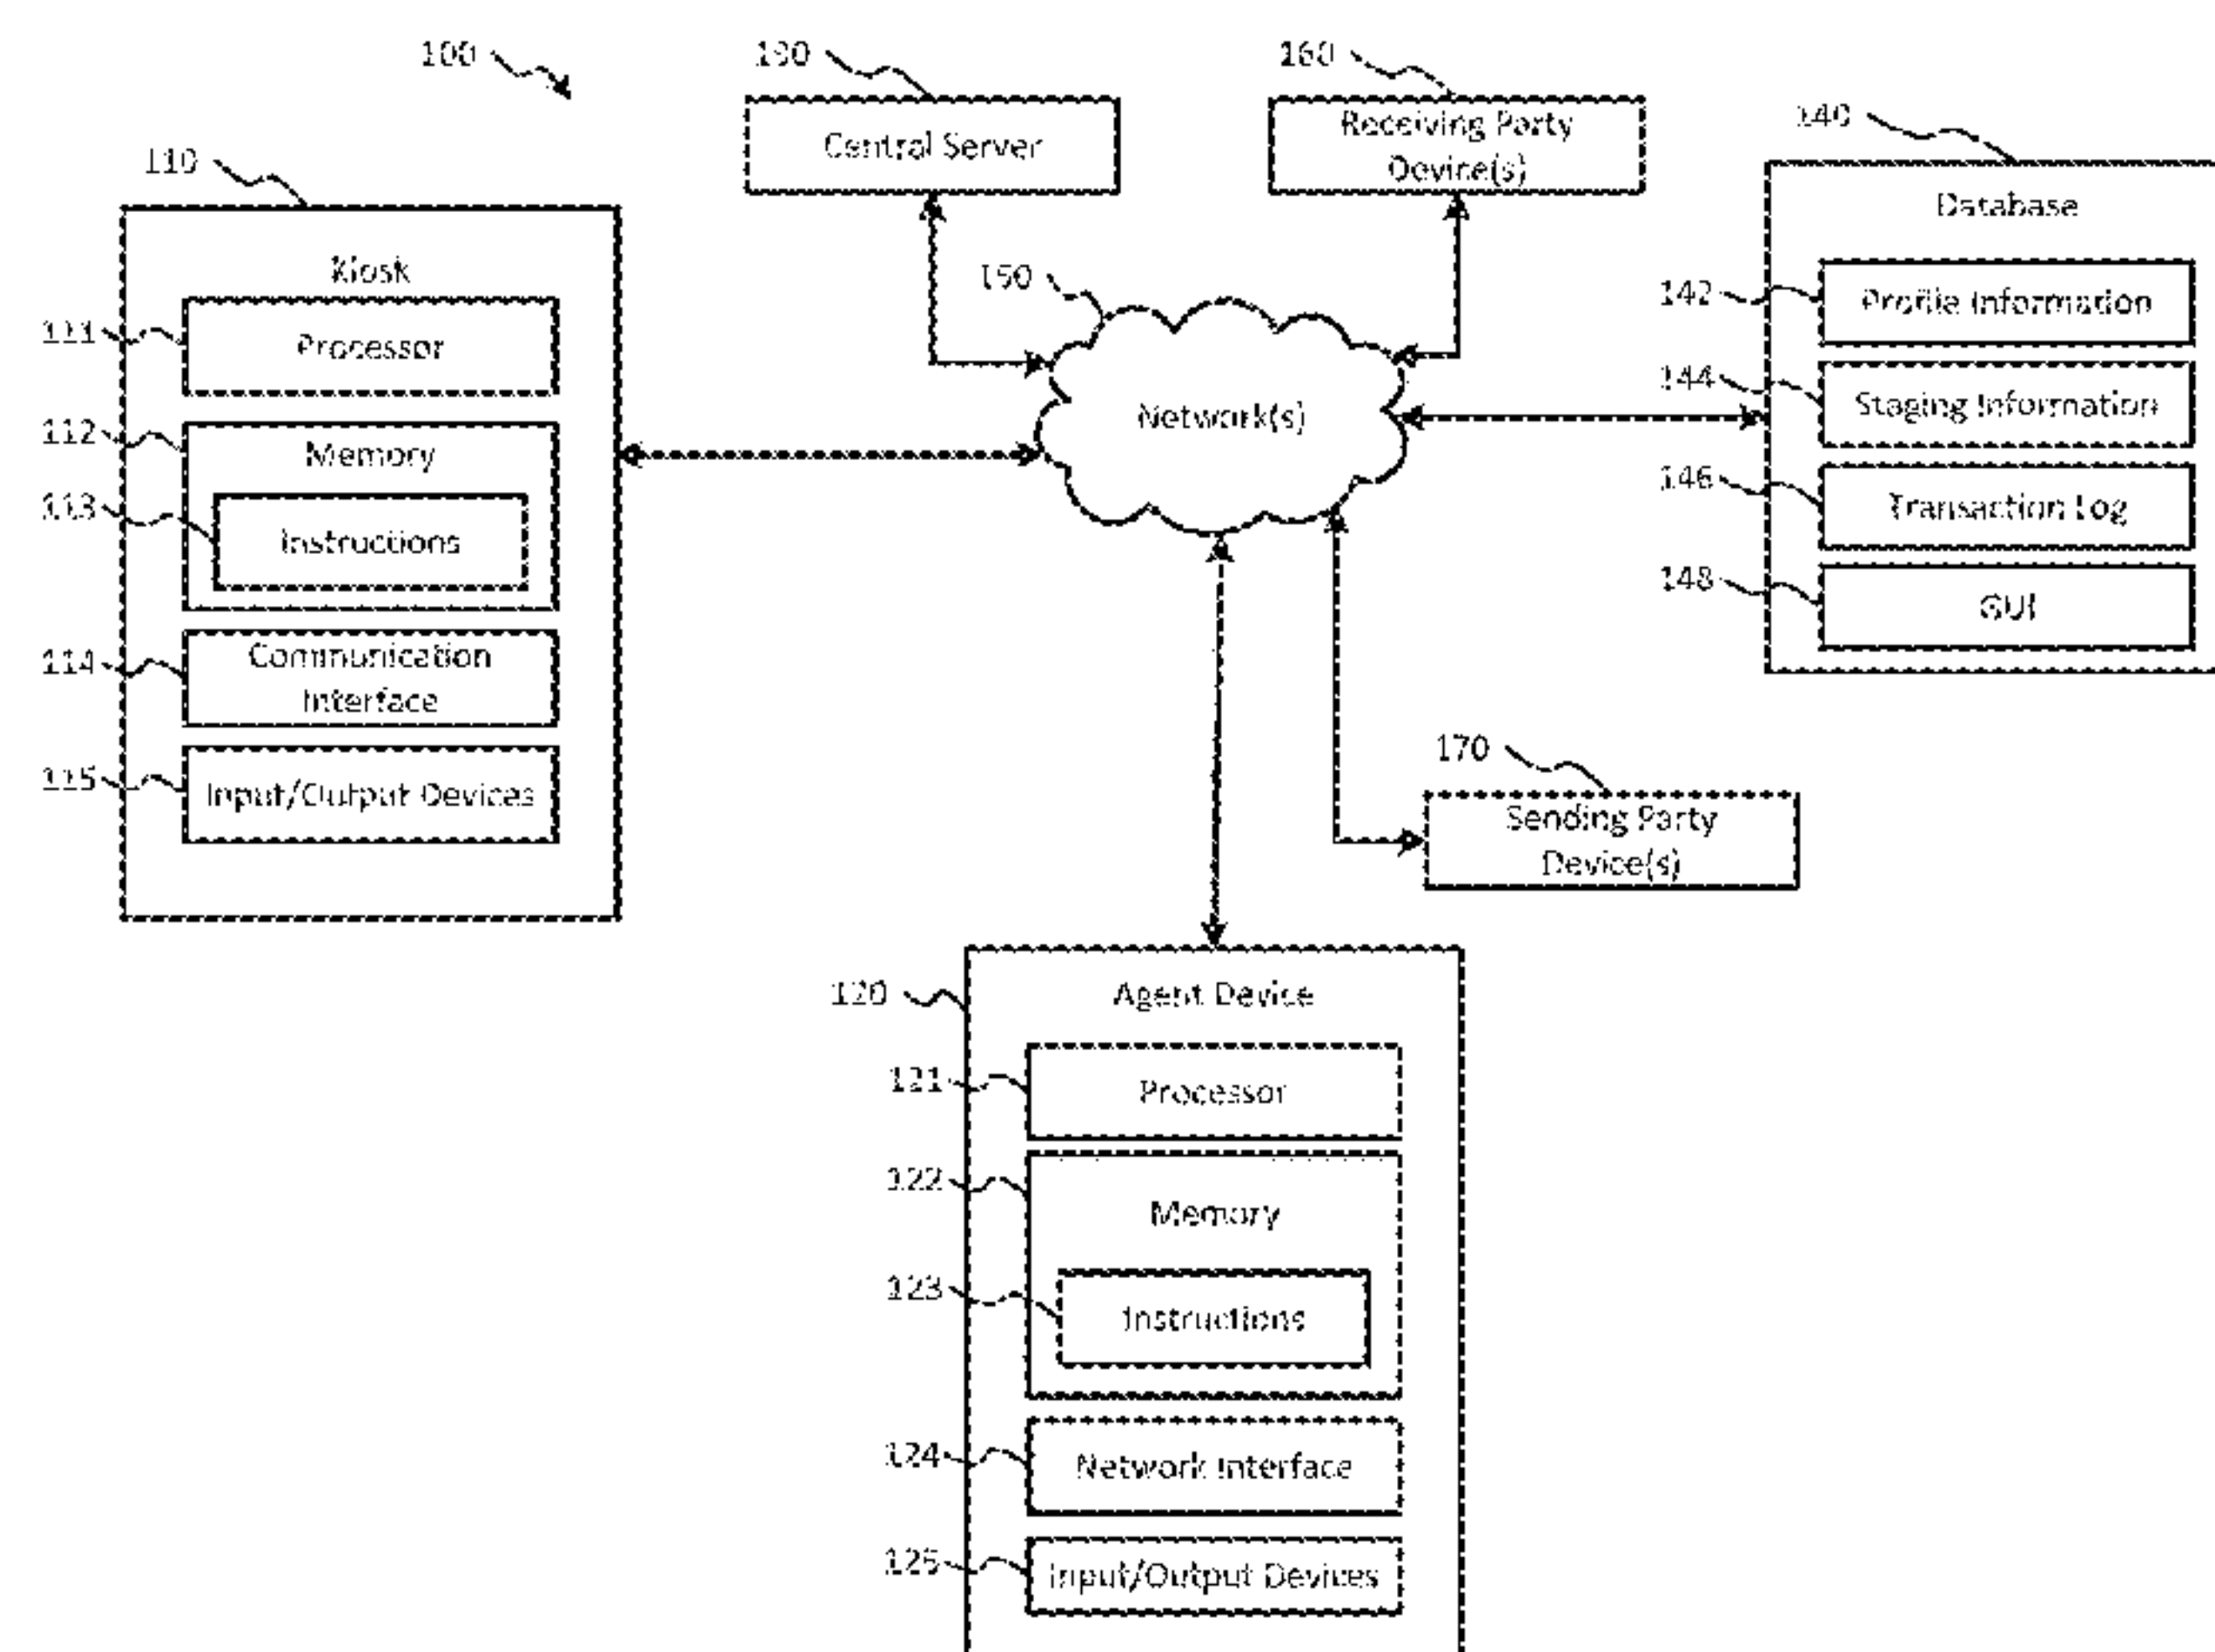 100
130
160
140
110
Central Server
Receiving Party
Device(s)
Database
Kiosk
150
142
Profile Information
111
Processor
144
Staging Information
Network(s)
112
Memory
146
Transaction Log
113
Instructions
148
GUI
114
Communication
Interface
170
115
Input/Output Devices
Sending Party
Device(s)
120
Agent Device
121
Processor
122
Memory
123
Instructions
124
Network Interface
125
Input/Output Devices